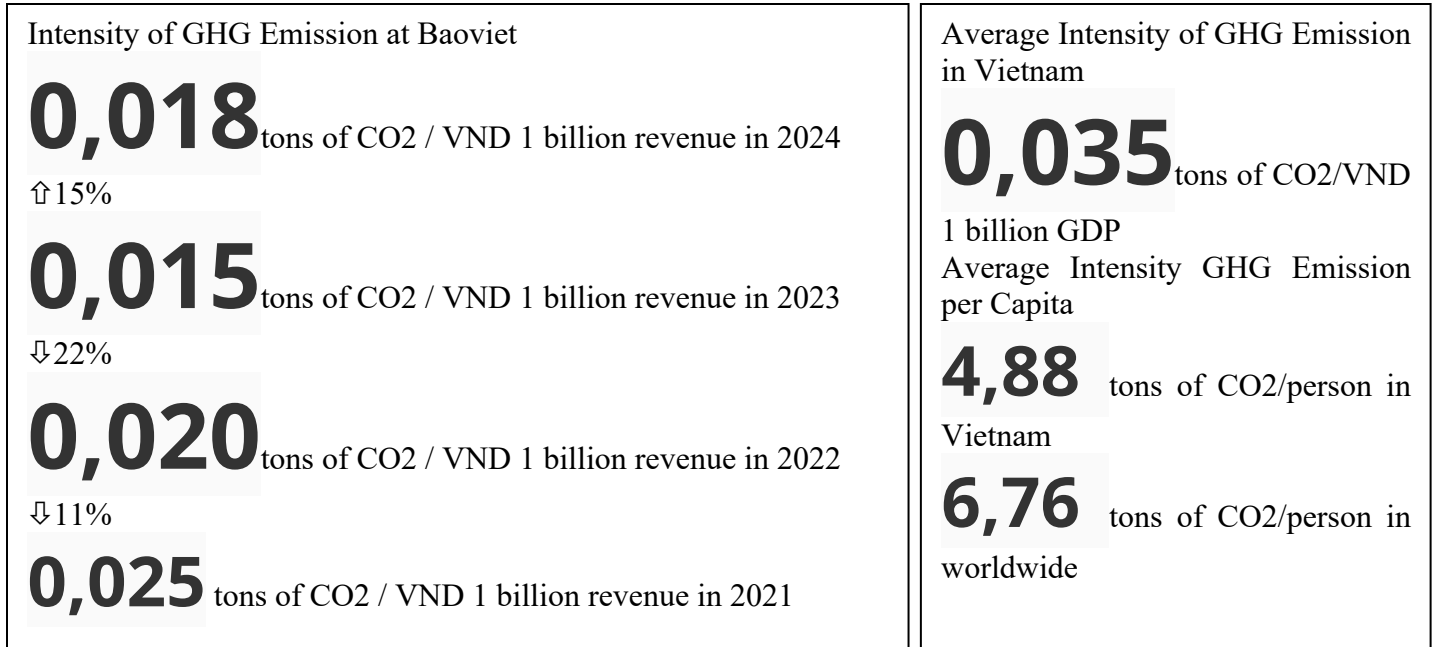 Intensity of GHG Emission at Baoviet
0,018 tons of CO2 / VND 1 billion revenue in 2024
⇧15%
0,015 tons of CO2 / VND 1 billion revenue in 2023
⇩22%
0,020 tons of CO2 / VND 1 billion revenue in 2022
⇩11%
0,025 tons of CO2 / VND 1 billion revenue in 2021
Average Intensity of GHG Emission
in Vietnam
0,035 tons of CO2/VND
1 billion GDP
Average Intensity GHG Emission
per Capita
4,88 tons of CO2/person in
Vietnam
6,76 tons of CO2/person in
worldwide